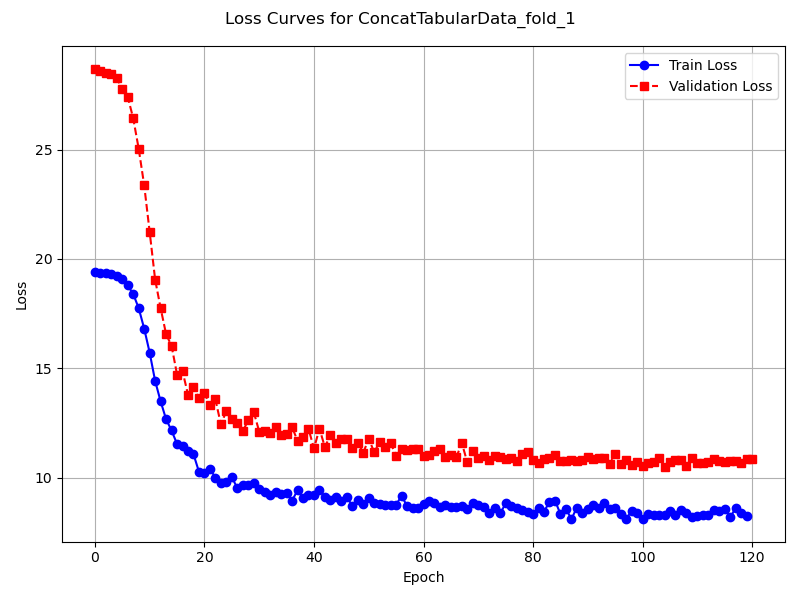 Loss Curves for ConcatTabularData_fold_1
Train Loss
Validation Loss
25
20
15
10
Loss
0 20 40 60 80 100 120
Epoch